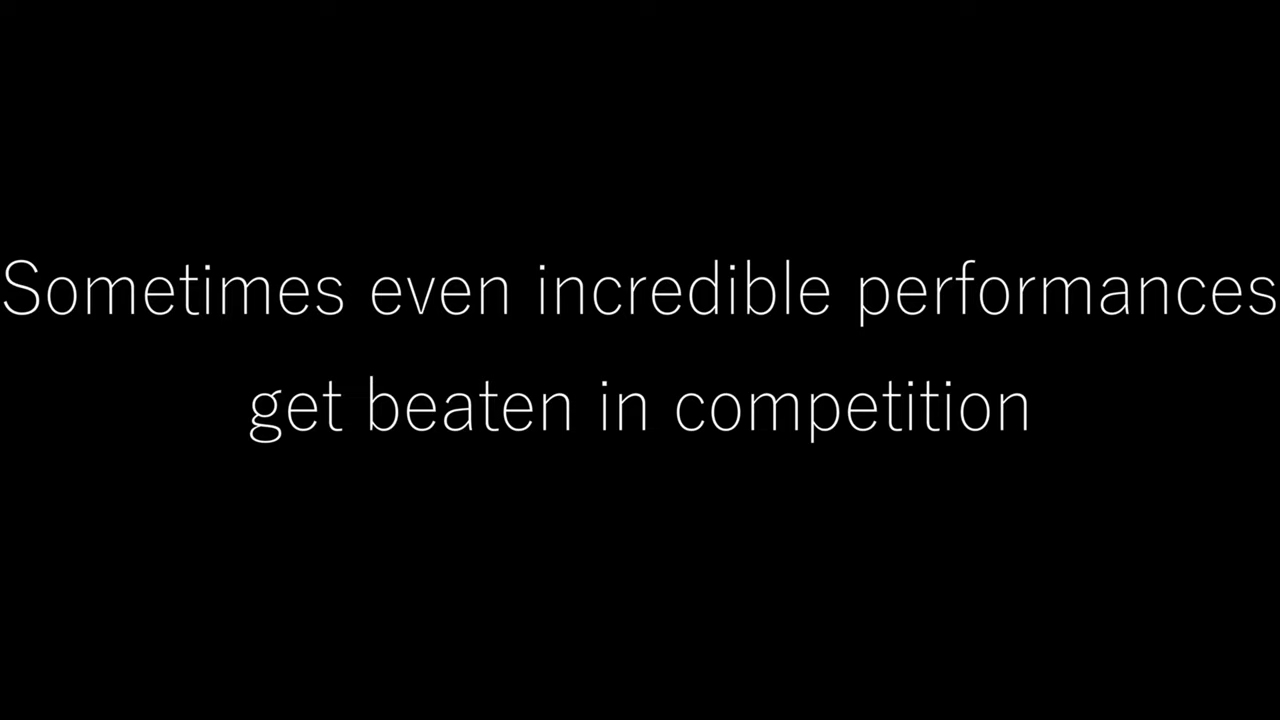 Sometimes even incredible performances
get beaten in competition